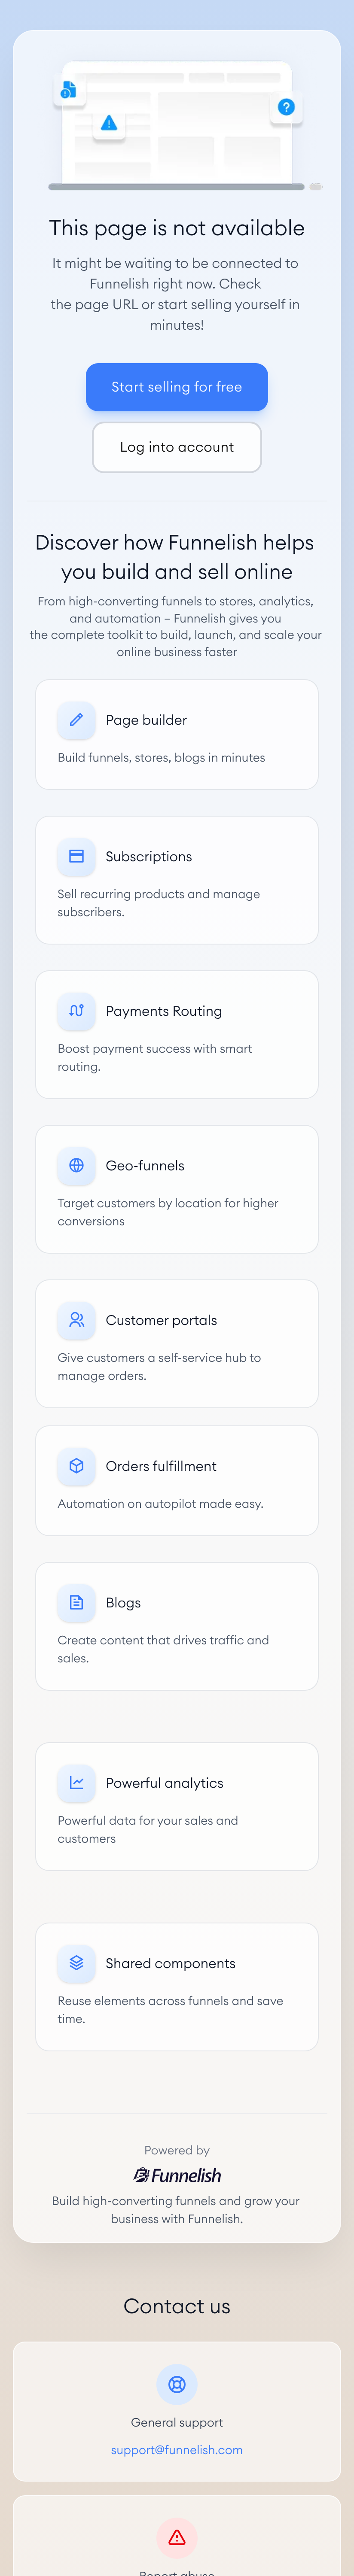 This page is not available
It might be waiting to be connected to
Funnelish right now. Check
the page URL or start selling yourself in
minutes!
Start selling for free
Log into account
Discover how Funnelish helps
you build and sell online
From high-converting funnels to stores, analytics,
and automation – Funnelish gives you
the complete toolkit to build, launch, and scale your
online business faster
Page builder
Build funnels, stores, blogs in minutes
Subscriptions
Sell recurring products and manage
subscribers.
Payments Routing
Boost payment success with smart
routing.
Geo-funnels
Target customers by location for higher
conversions
Customer portals
Give customers a self-service hub to
manage orders.
Orders fulfillment
Automation on autopilot made easy.
Blogs
Create content that drives traffic and
sales.
Powerful analytics
Powerful data for your sales and
customers
Shared components
Reuse elements across funnels and save
time.
Powered by
Funnelish
Build high-converting funnels and grow your
business with Funnelish.
Contact us
General support
support@funnelish.com
Report abuse